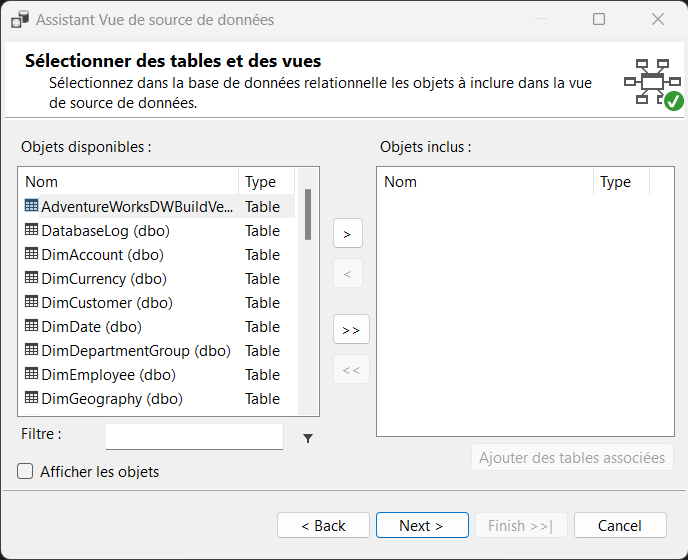 Assistant Vue de source de données
Sélectionner des tables et des vues
Sélectionnez dans la base de données relationnelle les objets à inclure dans la vue
de source de données.
Objets disponibles :
Nom Type
AdventureWorksDWBuildVe... Table
DatabaseLog (dbo) Table
DimAccount (dbo) Table
DimCurrency (dbo) Table
DimCustomer (dbo) Table
DimDate (dbo) Table
DimDepartmentGroup (dbo) Table
DimEmployee (dbo) Table
DimGeography (dbo) Table
>
<
>>
<<
Objets inclus :
Nom Type
Filtre :
Ajouter des tables associées
Afficher les objets
< Back Next > Finish >>| Cancel